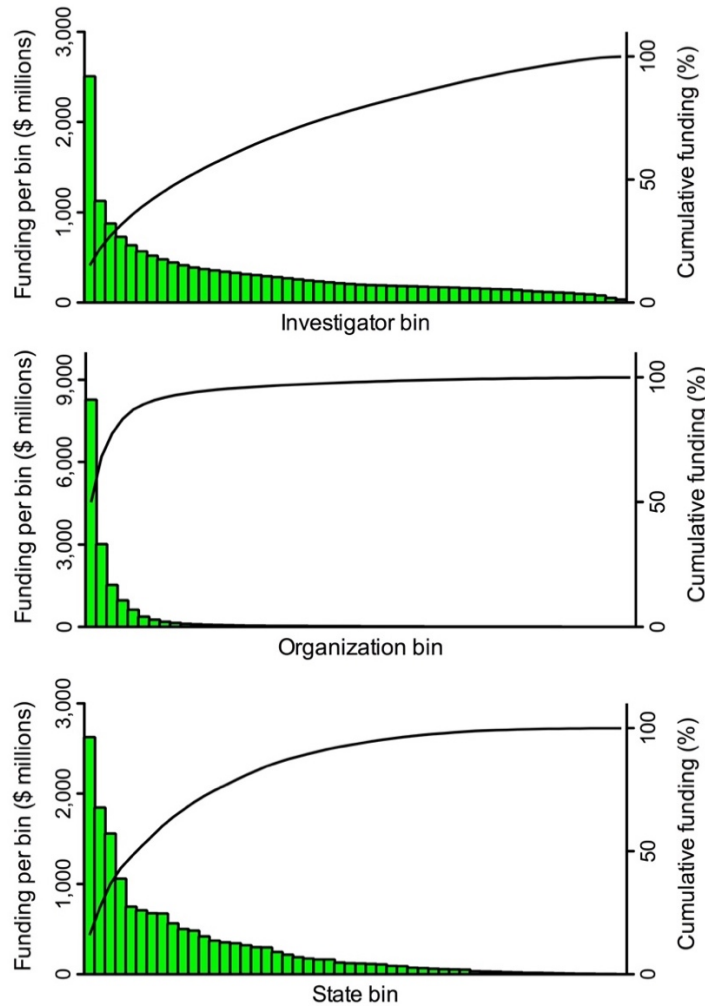 Funding per bin ($ millions)
3,000
2,000
1,000
0
100
50
0
Cumulative funding (%)
Investigator bin
Funding per bin ($ millions)
9,000
6,000
3,000
0
100
50
0
Cumulative funding (%)
Organization bin
Funding per bin ($ millions)
3,000
2,000
1,000
0
100
50
0
Cumulative funding (%)
State bin